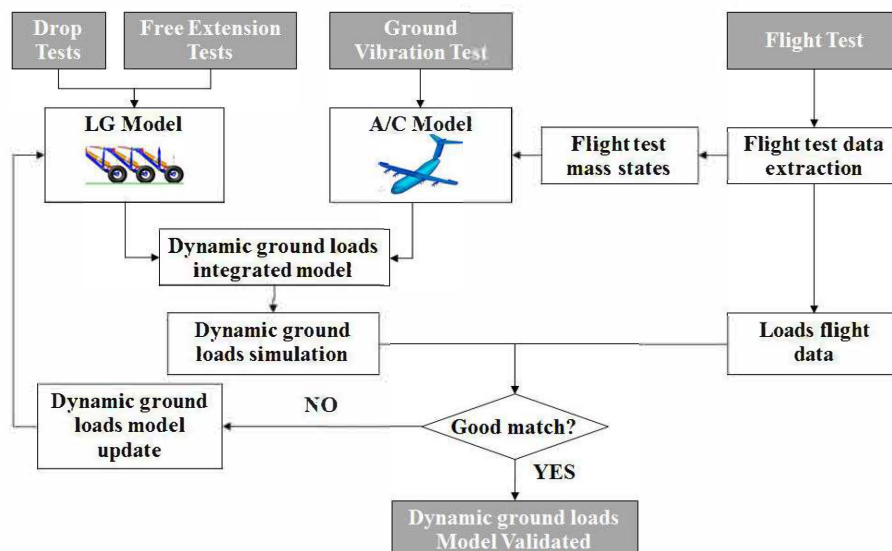 Drop
Tests
Free Extension
Tests
Ground
Vibration Test
Flight Test
LG Model
A/C Model
Flight test
mass states
Flight test data
extraction
Dynamic ground loads
integrated model
Dynamic ground
loads simulation
Loads flight
data
Dynamic ground
loads model
update
NO
Good match?
YES
Dynamic ground loads
Model Validated